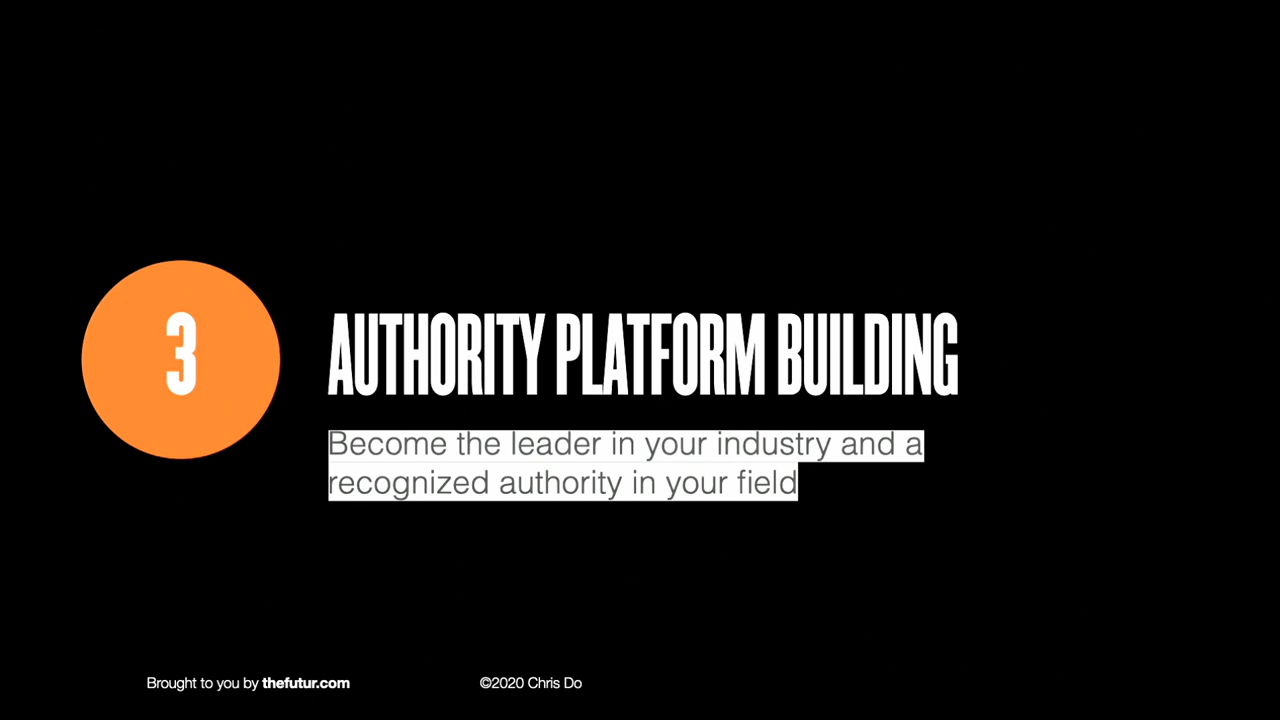 3
AUTHORITY PLATFORM BUILDING
Become the leader in your industry and a
recognized authority in your field
Brought to you by thefutur.com
©2020 Chris Do